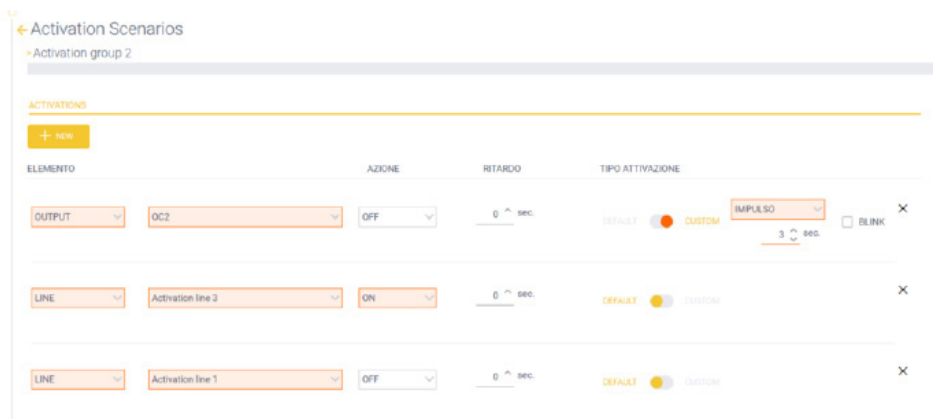 Activation Scenarios
Activation group 2
ACTIVATIONS
+ NEW
ELEMENTO AZIONE RITARDO TIPO ATTIVAZIONE
OUTPUT OC2 OFF 0 sec. DEFAULT CUSTOM IMPULSO BLINK
3 sec.
LINE Activation line 3 ON 0 sec. DEFAULT CUSTOM
LINE Activation line 1 OFF 0 sec. DEFAULT CUSTOM